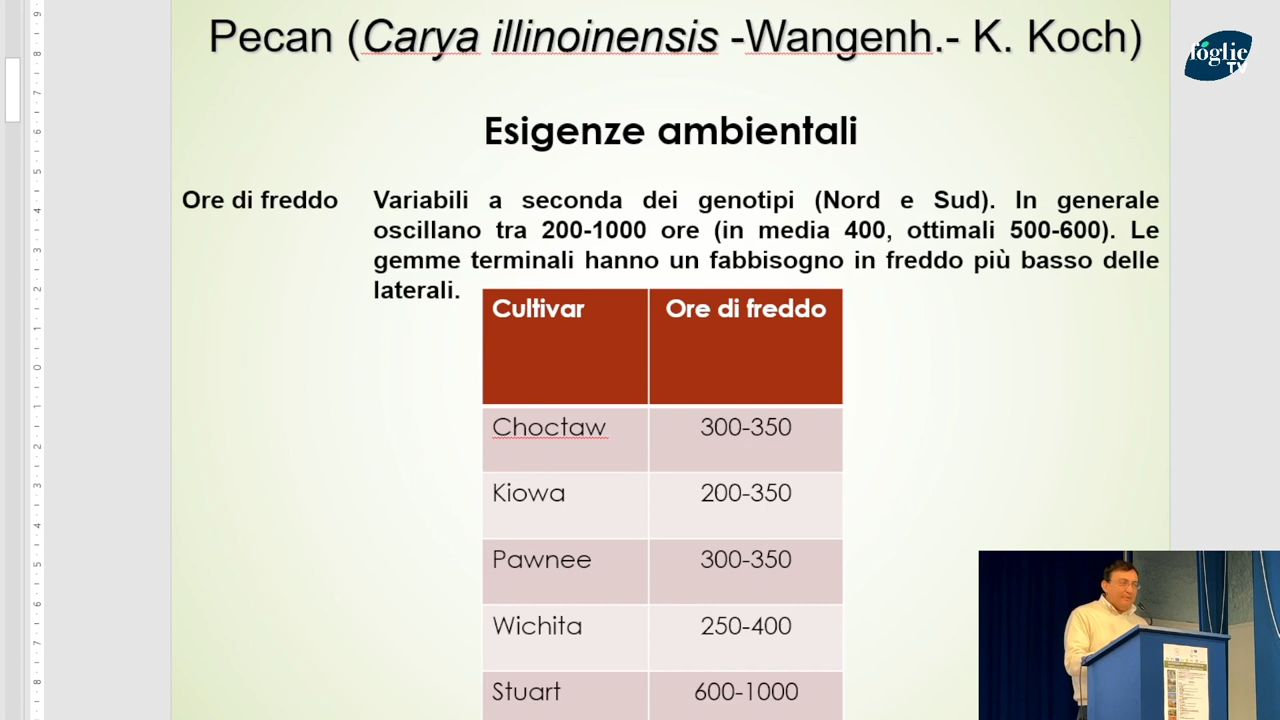 Pecan (Carya illinoinensis -Wangenh.- K. Koch)
fóglie
TV
Esigenze ambientali
Ore di freddo
Variabili a seconda dei genotipi (Nord e Sud). In generale
oscillano tra 200-1000 ore (in media 400, ottimali 500-600). Le
gemme terminali hanno un fabbisogno in freddo più basso delle
laterali.
Cultivar Ore di freddo
Choctaw 300-350
Kiowa 200-350
Pawnee 300-350
Wichita 250-400
Stuart 600-1000